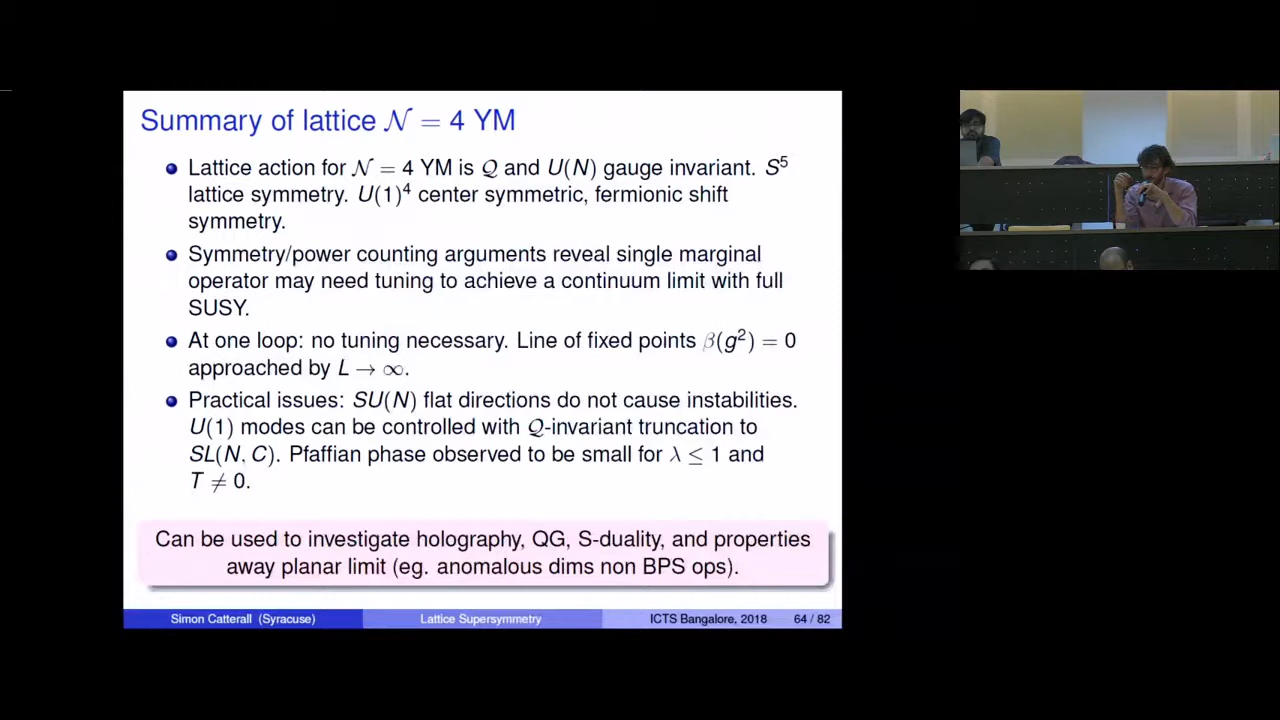 Summary of lattice 𝒩 = 4 YM
Lattice action for 𝒩 = 4 YM is 𝒬 and U(N) gauge invariant. S⁵
lattice symmetry. U(1)⁴ center symmetric, fermionic shift
symmetry.
Symmetry/power counting arguments reveal single marginal
operator may need tuning to achieve a continuum limit with full
SUSY.
At one loop: no tuning necessary. Line of fixed points β(g²) = 0
approached by L → ∞.
Practical issues: SU(N) flat directions do not cause instabilities.
U(1) modes can be controlled with 𝒬-invariant truncation to
SL(N, C). Pfaffian phase observed to be small for λ ≤ 1 and
T ≠ 0.
Can be used to investigate holography, QG, S-duality, and properties
away planar limit (eg. anomalous dims non BPS ops).
Simon Catterall (Syracuse) Lattice Supersymmetry ICTS Bangalore, 2018 64 / 82